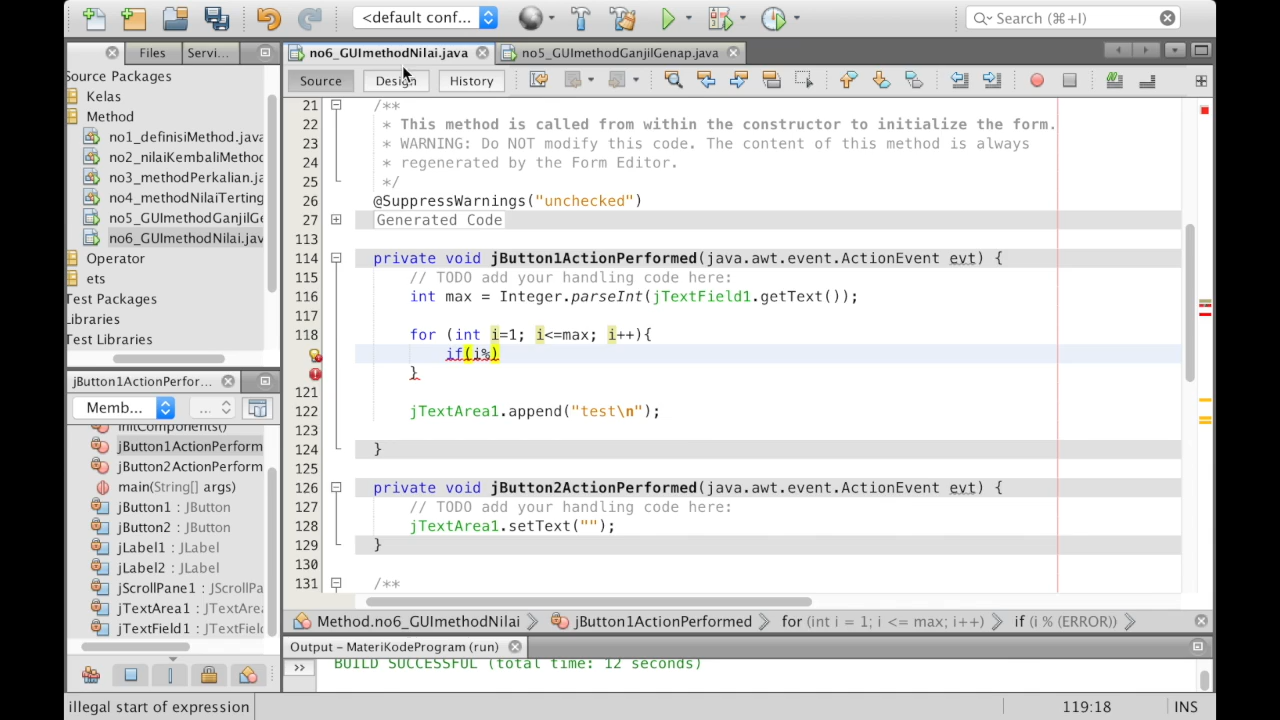 <default conf...
Search (⌘+I)
Files
Servi...
no6_GUImethodNilai.java
no5_GUImethodGanjilGenap.java
Source
Design
History
Source Packages
Kelas
Method
no1_definisiMethod.java
no2_nilaiKembaliMethod
no3_methodPerkalian.ja
no4_methodNilaiTerting
no5_GUImethodGanjilGe
no6_GUImethodNilai.jav
Operator
ets
Test Packages
Libraries
Test Libraries
jButton1ActionPerfor...
Memb...
...
initComponents()
jButton1ActionPerform
jButton2ActionPerform
main(String[] args)
jButton1 : JButton
jButton2 : JButton
jLabel1 : JLabel
jLabel2 : JLabel
jScrollPane1 : JScrollPa
jTextArea1 : JTextArea
jTextField1 : JTextField
21 /**
22 * This method is called from within the constructor to initialize the form.
23 * WARNING: Do NOT modify this code. The content of this method is always
24 * regenerated by the Form Editor.
25 */
26 @SuppressWarnings("unchecked")
27 Generated Code
113
114 private void jButton1ActionPerformed(java.awt.event.ActionEvent evt) {
115 // TODO add your handling code here:
116 int max = Integer.parseInt(jTextField1.getText());
117
118 for (int i=1; i<=max; i++){
if(i%)
}
121
122 jTextArea1.append("test\n");
123
124 }
125
126 private void jButton2ActionPerformed(java.awt.event.ActionEvent evt) {
127 // TODO add your handling code here:
128 jTextArea1.setText("");
129 }
130
131 /**
Method.no6_GUImethodNilai
jButton1ActionPerformed
for (int i = 1; i <= max; i++)
if (i % (ERROR))
Output – MateriKodeProgram (run)
>>
BUILD SUCCESSFUL (total time: 12 seconds)
illegal start of expression
119:18
INS